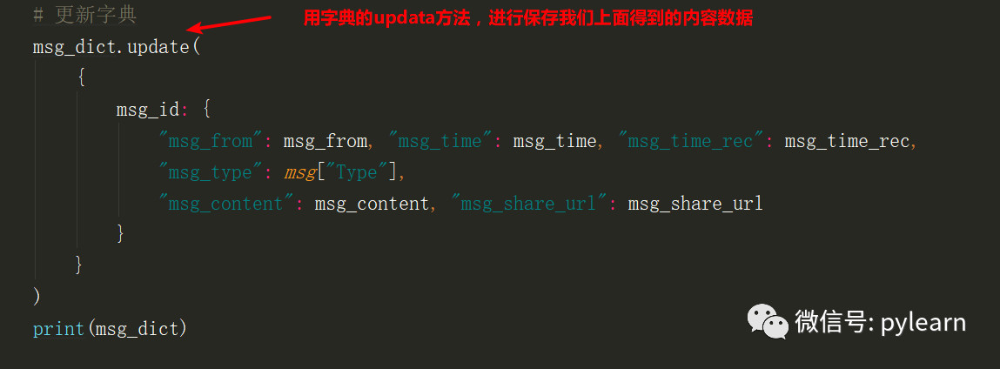 # 更新字典
用字典的updata方法，进行保存我们上面得到的内容数据
msg_dict.update(
{
msg_id: {
"msg_from": msg_from, "msg_time": msg_time, "msg_time_rec": msg_time_rec,
"msg_type": msg["Type"],
"msg_content": msg_content, "msg_share_url": msg_share_url
}
}
)
print(msg_dict)
微信号: pylearn